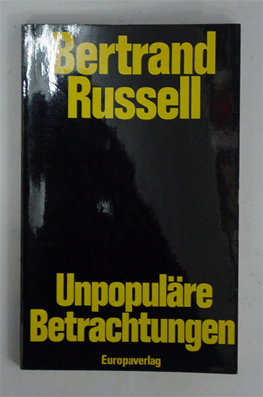 Bertrand
Russell
Unpopuläre
Betrachtungen
Europaverlag